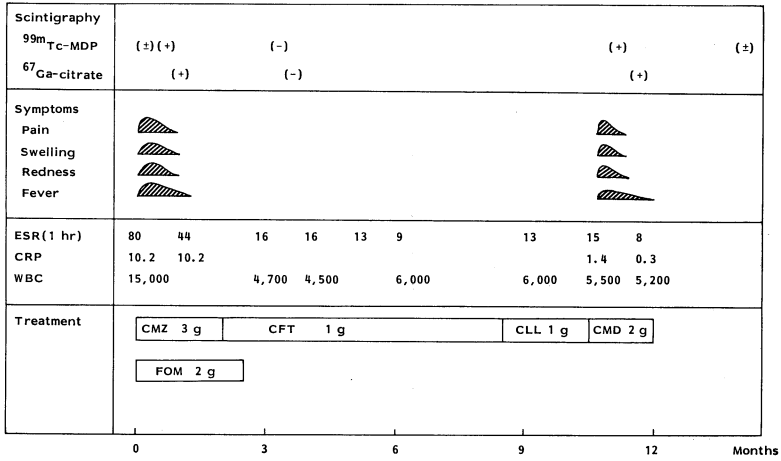 Scintigraphy
99mTc-MDP (±)(+) (-) (+) (±)
67Ga-citrate (+) (-) (+)
Symptoms
Pain
Swelling
Redness
Fever
ESR(1 hr) 80 44 16 16 13 9 13 15 8
CRP 10.2 10.2 1.4 0.3
WBC 15,000 4,700 4,500 6,000 6,000 5,500 5,200
Treatment CMZ 3 g CFT 1 g CLL 1 g CMD 2 g
FOM 2 g
0 3 6 9 12 Months